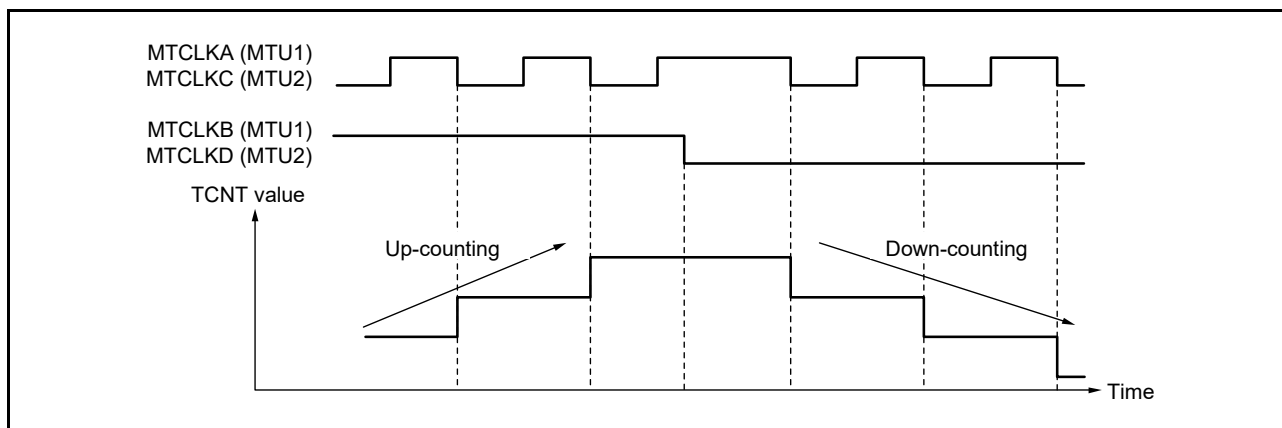 MTCLKA (MTU1)
MTCLKC (MTU2)
MTCLKB (MTU1)
MTCLKD (MTU2)
TCNT value
Up-counting
Down-counting
Time